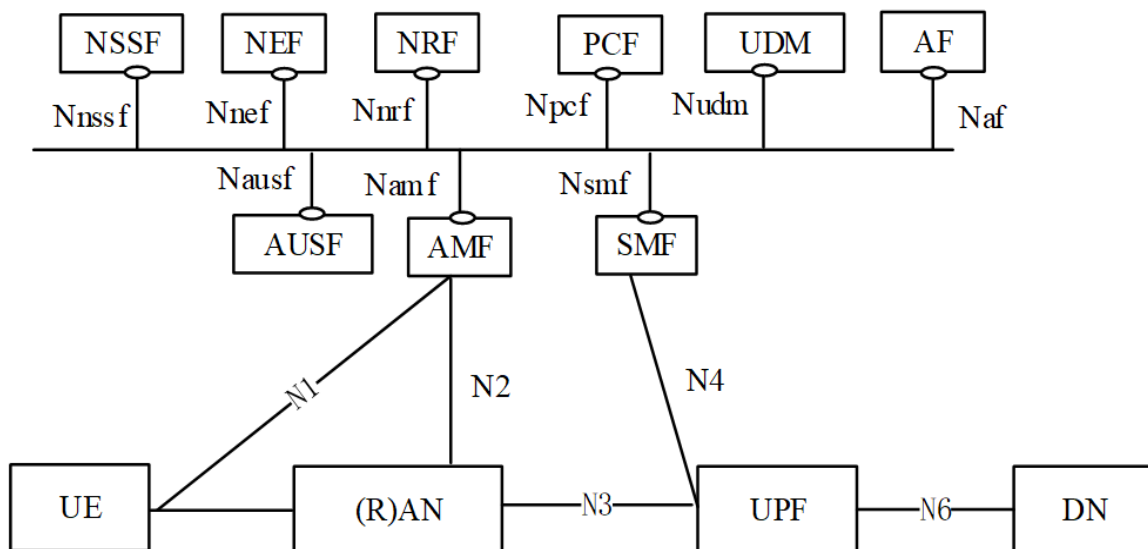 NSSF
NEF
NRF
PCF
UDM
AF
Nnssf
Nnef
Nnrf
Npcf
Nudm
Naf
Nausf
Namf
Nsmf
AUSF
AMF
SMF
N1
N2
N4
UE
(R)AN
N3
UPF
N6
DN